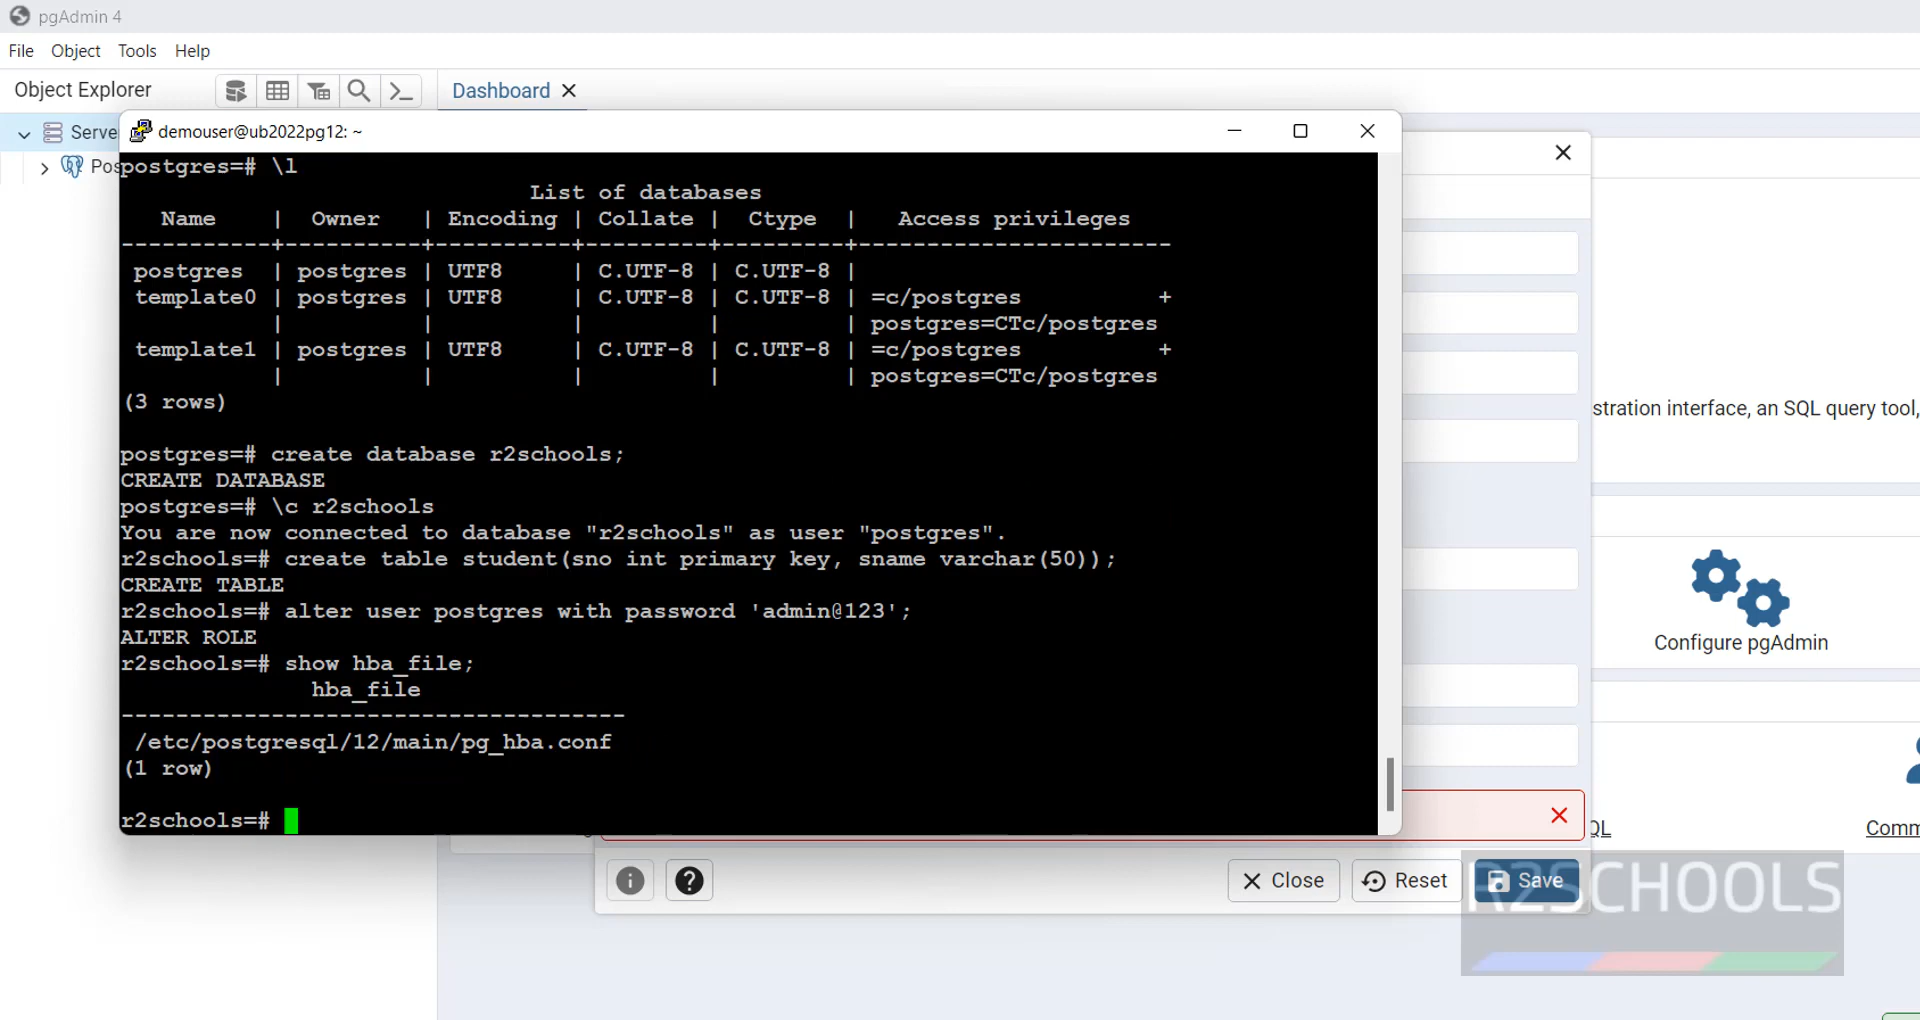 pgAdmin 4
File Object Tools Help
Object Explorer
Dashboard
Serve
Pos
demouser@ub2022pg12: ~
postgres=# \l
List of databases
Name | Owner | Encoding | Collate | Ctype | Access privileges
-----------+----------+----------+---------+---------+-----------------------
postgres | postgres | UTF8 | C.UTF-8 | C.UTF-8 |
template0 | postgres | UTF8 | C.UTF-8 | C.UTF-8 | =c/postgres +
| | | | | postgres=CTc/postgres
template1 | postgres | UTF8 | C.UTF-8 | C.UTF-8 | =c/postgres +
| | | | | postgres=CTc/postgres
(3 rows)
postgres=# create database r2schools;
CREATE DATABASE
postgres=# \c r2schools
You are now connected to database "r2schools" as user "postgres".
r2schools=# create table student(sno int primary key, sname varchar(50));
CREATE TABLE
r2schools=# alter user postgres with password 'admin@123';
ALTER ROLE
r2schools=# show hba_file;
hba_file
-------------------------------------
/etc/postgresql/12/main/pg_hba.conf
(1 row)
r2schools=#
stration interface, an SQL query tool,
Configure pgAdmin
QL
Comm
Close
Reset
Save
R2SCHOOLS